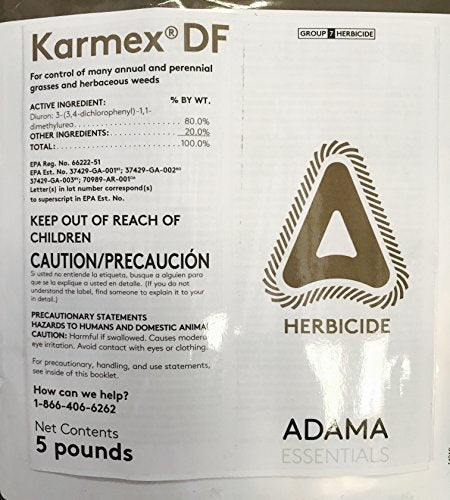 Karmex® DF
GROUP 7 HERBICIDE
For control of many annual and perennial
grasses and herbaceous weeds
ACTIVE INGREDIENT: % BY WT.
Diuron: 3-(3,4-dichlorophenyl)-1,1-
dimethylurea.......................... 80.0%
OTHER INGREDIENTS:................. 20.0%
TOTAL:.................................100.0%
EPA Reg. No. 66222-51
EPA Est. No. 37429-GA-001; 37429-GA-002
37429-GA-003; 70989-AR-001
Letter(s) in lot number correspond(s)
to superscript in EPA Est. No.
KEEP OUT OF REACH OF
CHILDREN
CAUTION/PRECAUCIÓN
Si usted no entiende la etiqueta, busque a alguien para
que se la explique a usted en detalle. (If you do not
understand the label, find someone to explain it to your
in detail.)
PRECAUTIONARY STATEMENTS
HAZARDS TO HUMANS AND DOMESTIC ANIMA
CAUTION: Harmful if swallowed. Causes modera
eye irritation. Avoid contact with eyes or clothing.
For precautionary, handling, and use statements,
see inside of this booklet.
How can we help?
1-866-406-6262
Net Contents
5 pounds
HERBICIDE
ADAMA
ESSENTIALS